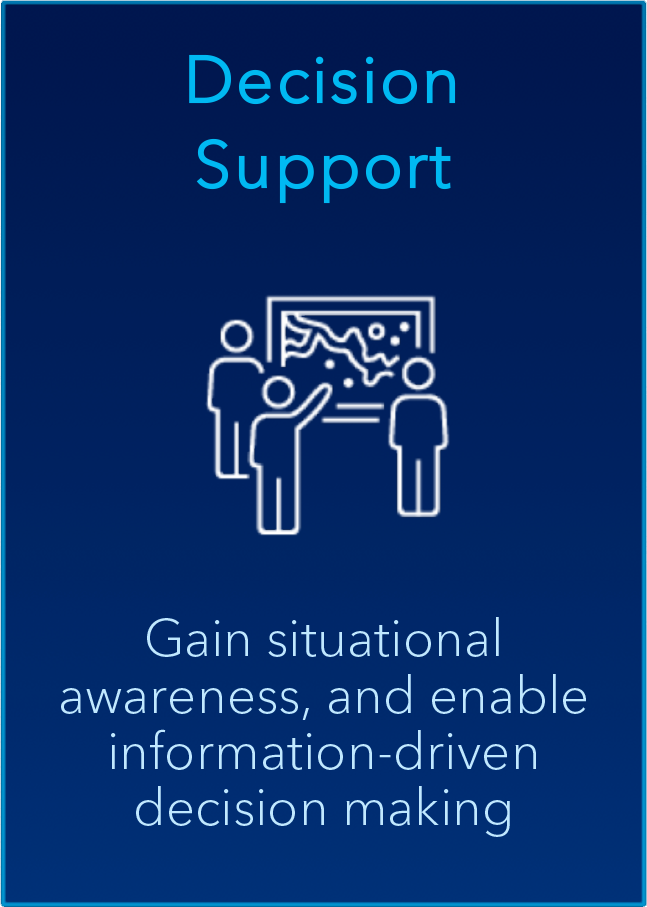 Decision
Support
Gain situational
awareness, and enable
information-driven
decision making